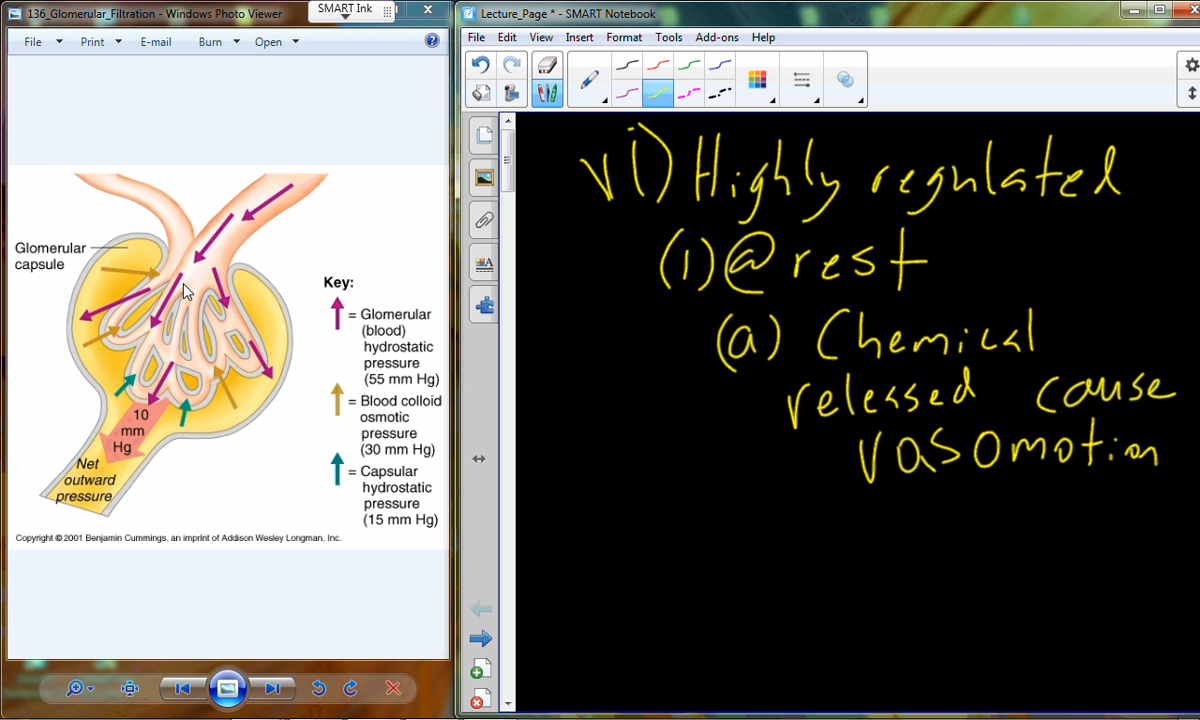 136_Glomerular_Filtration - Windows Photo Viewer
SMART Ink
File Print E-mail Burn Open
Glomerular
capsule
10
mm
Hg
Net
outward
pressure
Key:
= Glomerular
(blood)
hydrostatic
pressure
(55 mm Hg)
= Blood colloid
osmotic
pressure
(30 mm Hg)
= Capsular
hydrostatic
pressure
(15 mm Hg)
Copyright © 2001 Benjamin Cummings, an imprint of Addison Wesley Longman, Inc.
Lecture_Page * - SMART Notebook
File Edit View Insert Format Tools Add-ons Help
vi) Highly regulated
(1) @ rest
(a) Chemical
released cause
vasomotion